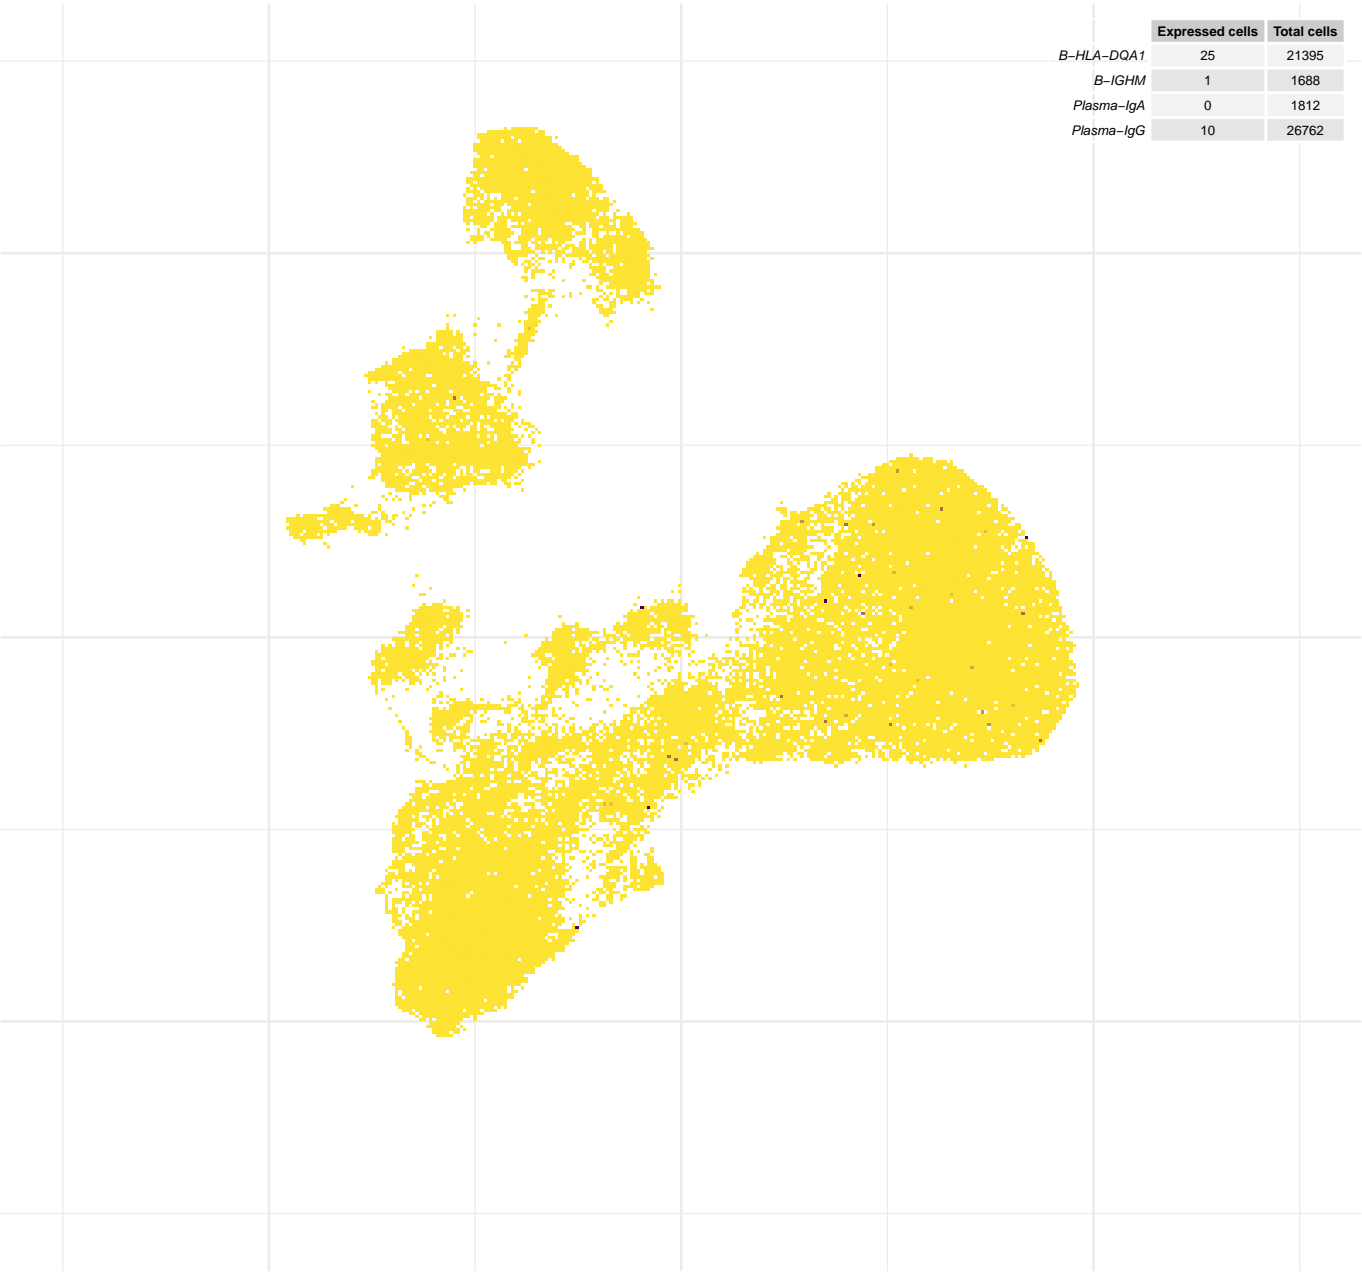 Expressed cells Total cells
B−HLA−DQA1 25 21395
B−IGHM 1 1688
Plasma−IgA 0 1812
Plasma−IgG 10 26762